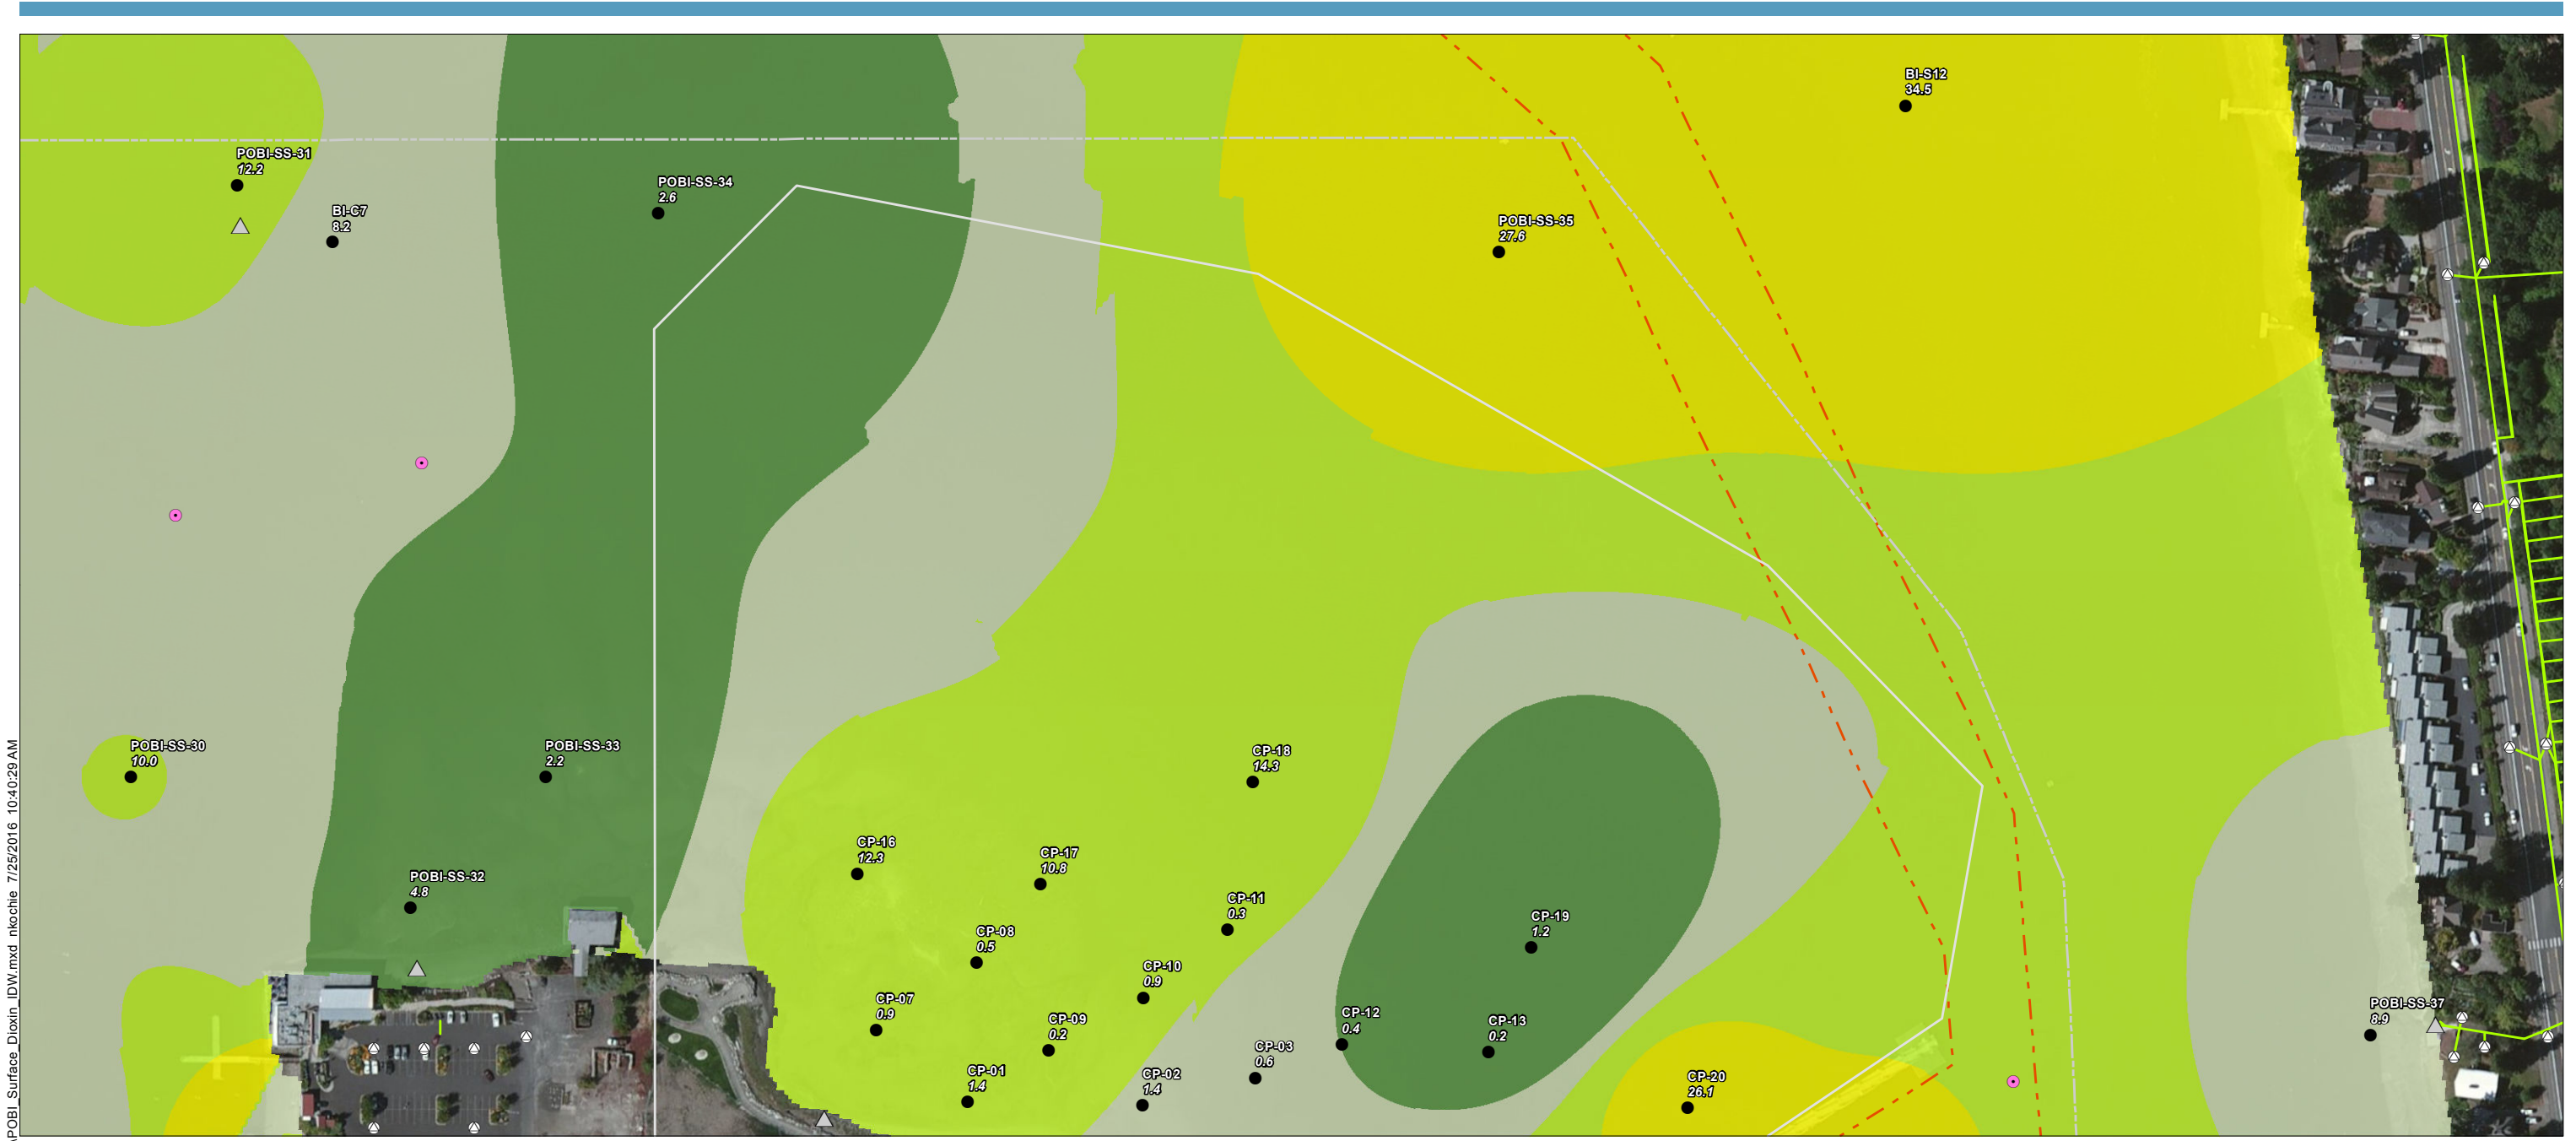 BI-S12
34.5
POBI-SS-31
12.2
POBI-SS-34
2.6
BI-C7
8.2
POBI-SS-35
27.6
POBI-SS-30
10.0
POBI-SS-33
2.2
CP-18
14.3
CP-16
12.3
CP-17
10.8
POBI-SS-32
4.8
CP-11
0.3
CP-19
1.2
CP-08
0.5
CP-10
0.9
CP-07
0.9
CP-09
0.2
CP-12
0.4
CP-13
0.2
POBI-SS-37
8.9
CP-03
0.6
CP-01
1.4
CP-02
1.4
CP-20
26.1
\POBI_Surface_Dioxin_IDW.mxd nkochie 7/25/2016 10:40:29 AM